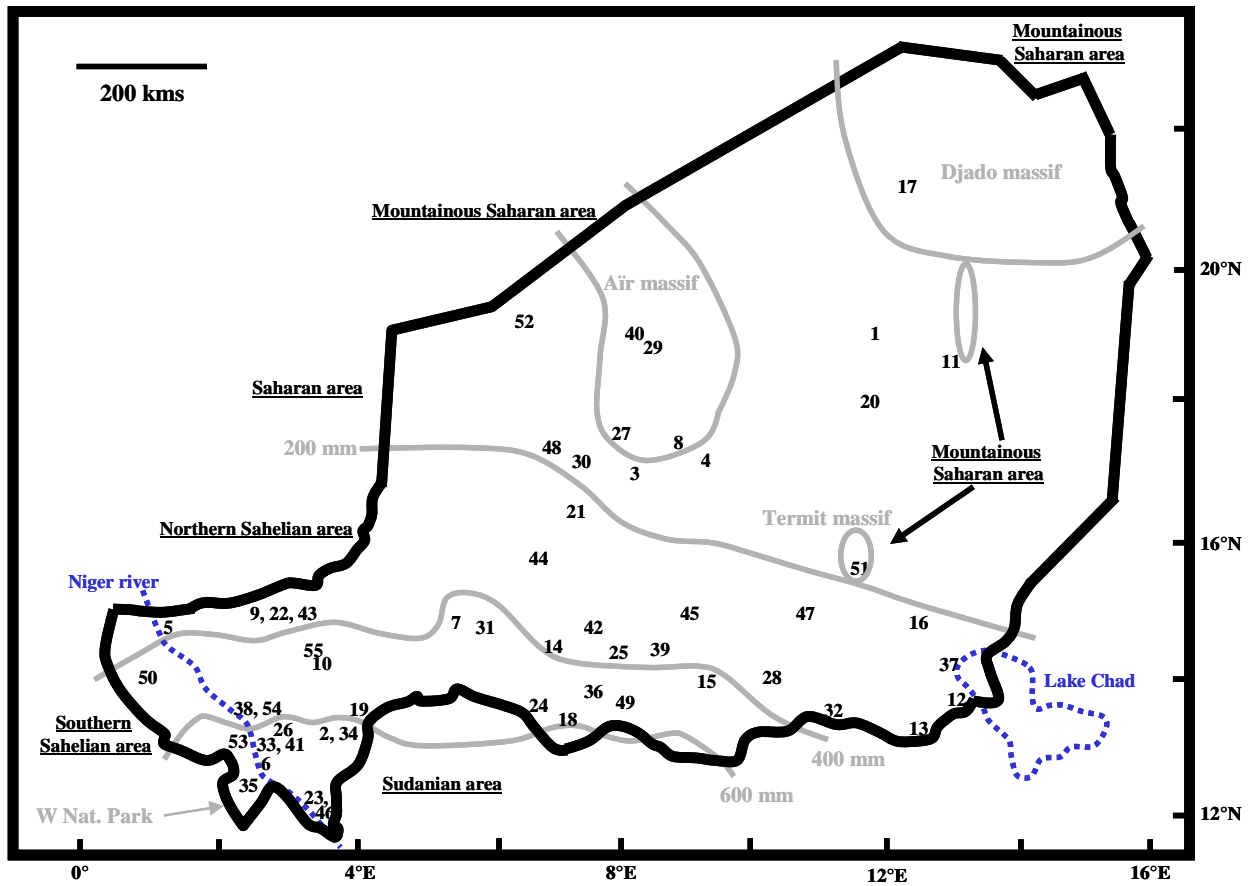 Mountainous
Saharan area
200 kms
Djado massif
17
Mountainous Saharan area
20°N
Aïr massif
52
40
1
29
11
Saharan area
20
27
8
200 mm
48
30
4
Mountainous
Saharan area
3
21
Termit massif
Northern Sahelian area
16°N
44
51
Niger river
9, 22, 43
45
47
5
7
31
42
16
55
14
25
39
10
37
50
15
28
Lake Chad
36
12
38, 54
24
49
19
32
Southern
Sahelian area
18
26
2, 34
13
53
33, 41
400 mm
6
35
Sudanian area
600 mm
23,
46
W Nat. Park
12°N
0°
4°E
8°E
12°E
16°E